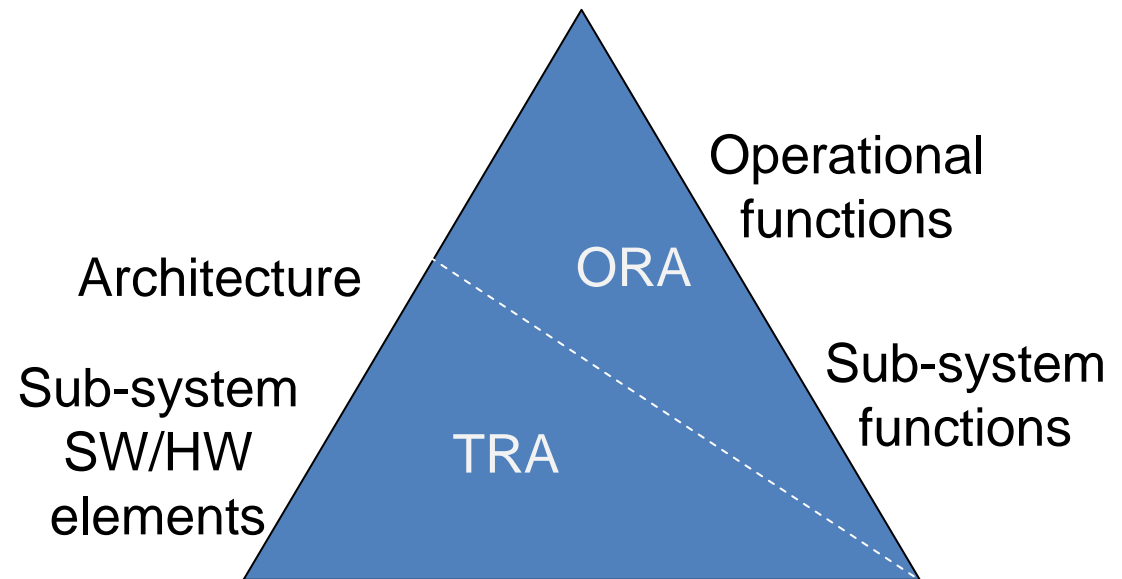 Operational
functions
ORA
Architecture
Sub-system
functions
Sub-system
SW/HW
elements
TRA